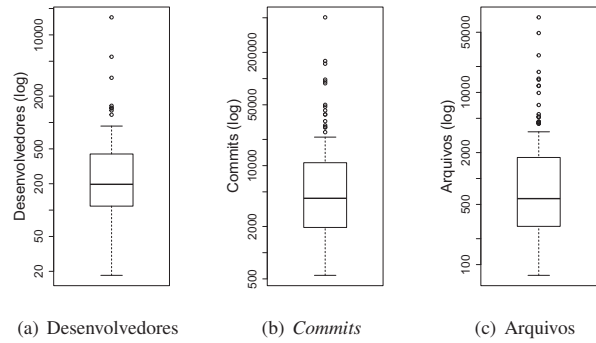 Desenvolvedores (log)
10000
2000
500
200
50
20
Commits (log)
200000
50000
10000
2000
500
Arquivos (log)
50000
10000
2000
500
100
(a) Desenvolvedores
(b) Commits
(c) Arquivos